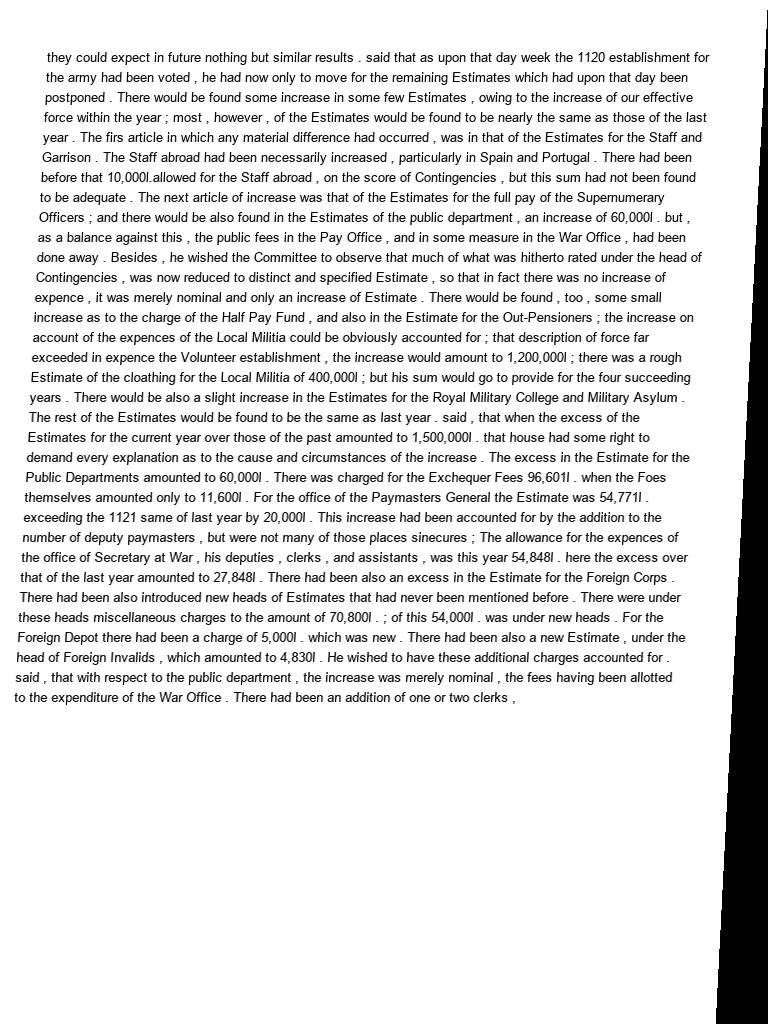 they could expect in future nothing but similar results . said that as upon that day week the 1120 establishment for
the army had been voted , he had now only to move for the remaining Estimates which had upon that day been
postponed . There would be found some increase in some few Estimates , owing to the increase of our effective
force within the year ; most , however , of the Estimates would be found to be nearly the same as those of the last
year . The firs article in which any material difference had occurred , was in that of the Estimates for the Staff and
Garrison . The Staff abroad had been necessarily increased , particularly in Spain and Portugal . There had been
before that 10,000l.allowed for the Staff abroad , on the score of Contingencies , but this sum had not been found
to be adequate . The next article of increase was that of the Estimates for the full pay of the Supernumerary
Officers ; and there would be also found in the Estimates of the public department , an increase of 60,000l . but ,
as a balance against this , the public fees in the Pay Office , and in some measure in the War Office , had been
done away . Besides , he wished the Committee to observe that much of what was hitherto rated under the head of
Contingencies , was now reduced to distinct and specified Estimate , so that in fact there was no increase of
expence , it was merely nominal and only an increase of Estimate . There would be found , too , some small
increase as to the charge of the Half Pay Fund , and also in the Estimate for the Out-Pensioners ; the increase on
account of the expences of the Local Militia could be obviously accounted for ; that description of force far
exceeded in expence the Volunteer establishment , the increase would amount to 1,200,000l ; there was a rough
Estimate of the cloathing for the Local Militia of 400,000l ; but his sum would go to provide for the four succeeding
years . There would be also a slight increase in the Estimates for the Royal Military College and Military Asylum .
The rest of the Estimates would be found to be the same as last year . said , that when the excess of the
Estimates for the current year over those of the past amounted to 1,500,000l . that house had some right to
demand every explanation as to the cause and circumstances of the increase . The excess in the Estimate for the
Public Departments amounted to 60,000l . There was charged for the Exchequer Fees 96,601l . when the Foes
themselves amounted only to 11,600l . For the office of the Paymasters General the Estimate was 54,771l .
exceeding the 1121 same of last year by 20,000l . This increase had been accounted for by the addition to the
number of deputy paymasters , but were not many of those places sinecures ; The allowance for the expences of
the office of Secretary at War , his deputies , clerks , and assistants , was this year 54,848l . here the excess over
that of the last year amounted to 27,848l . There had been also an excess in the Estimate for the Foreign Corps .
There had been also introduced new heads of Estimates that had never been mentioned before . There were under
these heads miscellaneous charges to the amount of 70,800l . ; of this 54,000l . was under new heads . For the
Foreign Depot there had been a charge of 5,000l . which was new . There had been also a new Estimate , under the
head of Foreign Invalids , which amounted to 4,830l . He wished to have these additional charges accounted for .
said , that with respect to the public department , the increase was merely nominal , the fees having been allotted
to the expenditure of the War Office . There had been an addition of one or two clerks ,